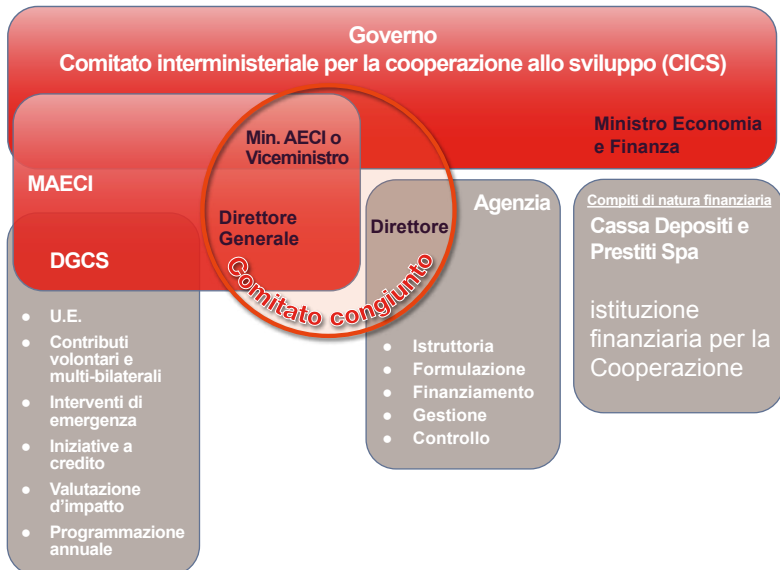 Governo
Comitato interministeriale per la cooperazione allo sviluppo (CICS)
Min. AECI o
Viceministro
Ministro Economia
e Finanza
MAECI
Direttore
Generale
DGCS
Comitato congiunto
● U.E.
● Contributi
volontari e
multi-bilaterali
● Interventi di
emergenza
● Iniziative a
credito
● Valutazione
d'impatto
● Programmazione
annuale
Agenzia
Direttore
● Istruttoria
● Formulazione
● Finanziamento
● Gestione
● Controllo
Compiti di natura finanziaria
Cassa Depositi e
Prestiti Spa
istituzione
finanziaria per la
Cooperazione